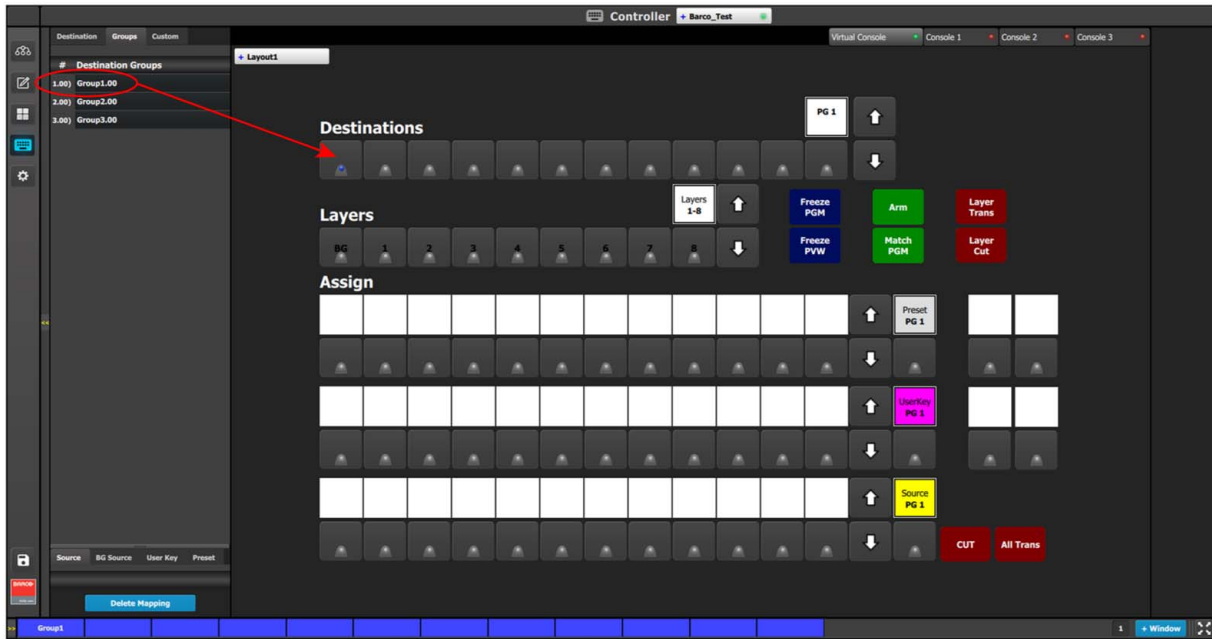 Controller + Barco_Test
Destination Groups Custom
Virtual Console Console 1 Console 2 Console 3
# Destination Groups
+ Layout1
1.00) Group1.00
2.00) Group2.00
3.00) Group3.00
PG 1
Destinations
Layers
1-8
Freeze
PGM
Arm
Layer
Trans
Layers
BG 1 2 3 4 5 6 7 8
Freeze
PVW
Match
PGM
Layer
Cut
Assign
Preset
PG 1
UserKey
PG 1
Source
PG 1
CUT All Trans
Source BG Source User Key Preset
BARCO
Delete Mapping
>> Group1 1 + Window
<<